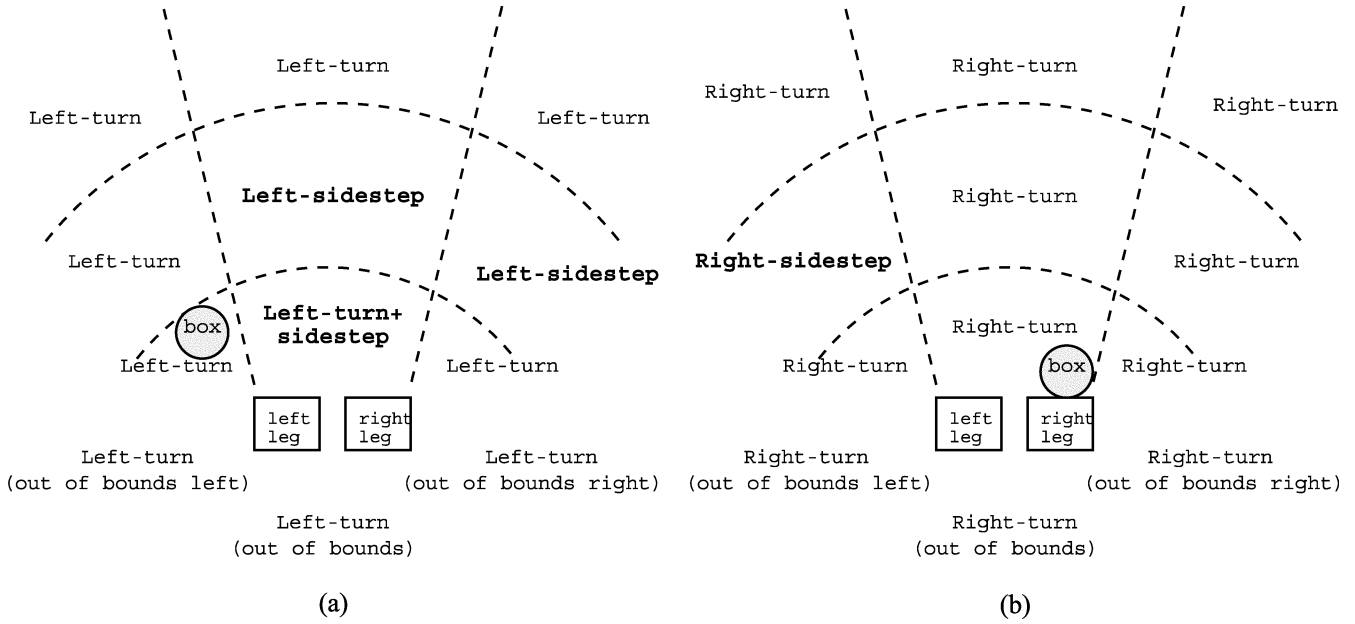 Left-turn
Left-turn
Left-turn
Left-sidestep
Left-turn
Left-sidestep
Left-turn+
sidestep
box
Left-turn
Left-turn
left
leg
right
leg
Left-turn
(out of bounds left)
Left-turn
(out of bounds right)
Left-turn
(out of bounds)
(a)
Right-turn
Right-turn
Right-turn
Right-turn
Right-sidestep
Right-turn
Right-turn
Right-turn
box
Right-turn
left
leg
right
leg
Right-turn
(out of bounds left)
Right-turn
(out of bounds right)
Right-turn
(out of bounds)
(b)